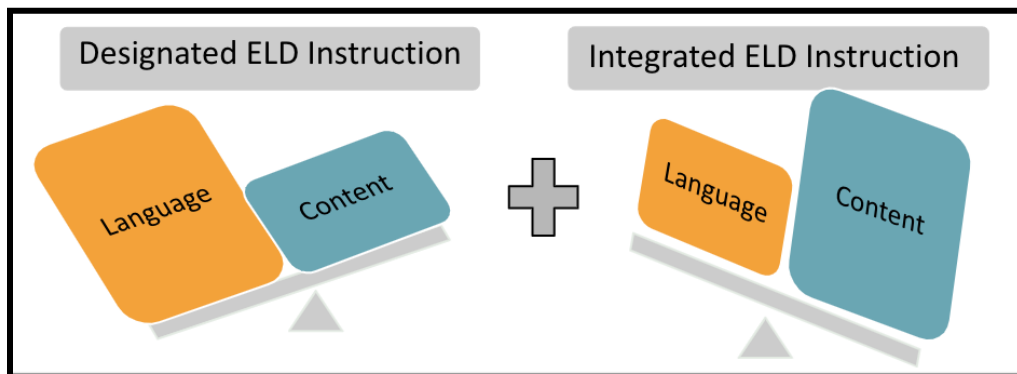 Designated ELD Instruction
Integrated ELD Instruction
Language
Content
Language
Content